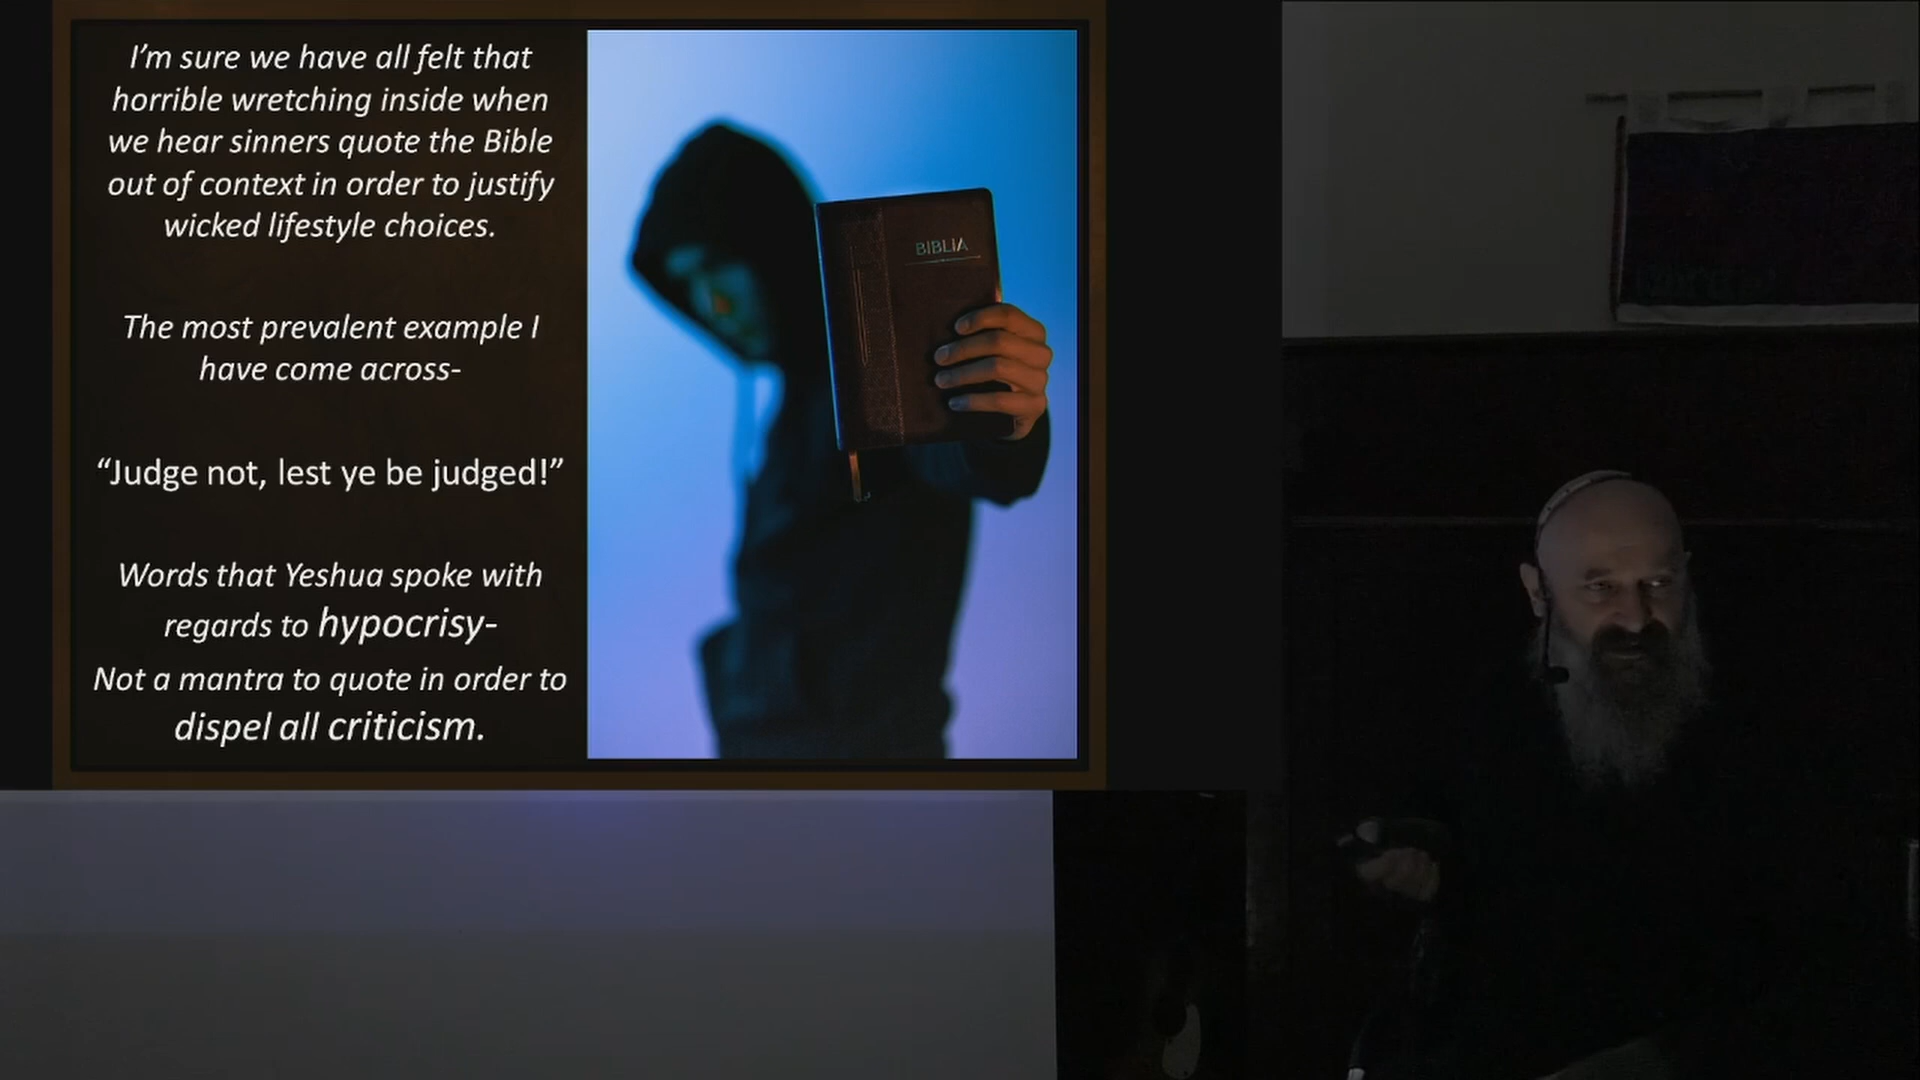 I’m sure we have all felt that
horrible wretching inside when
we hear sinners quote the Bible
out of context in order to justify
wicked lifestyle choices.
The most prevalent example I
have come across-
“Judge not, lest ye be judged!”
Words that Yeshua spoke with
regards to hypocrisy-
Not a mantra to quote in order to
dispel all criticism.
BIBLIA